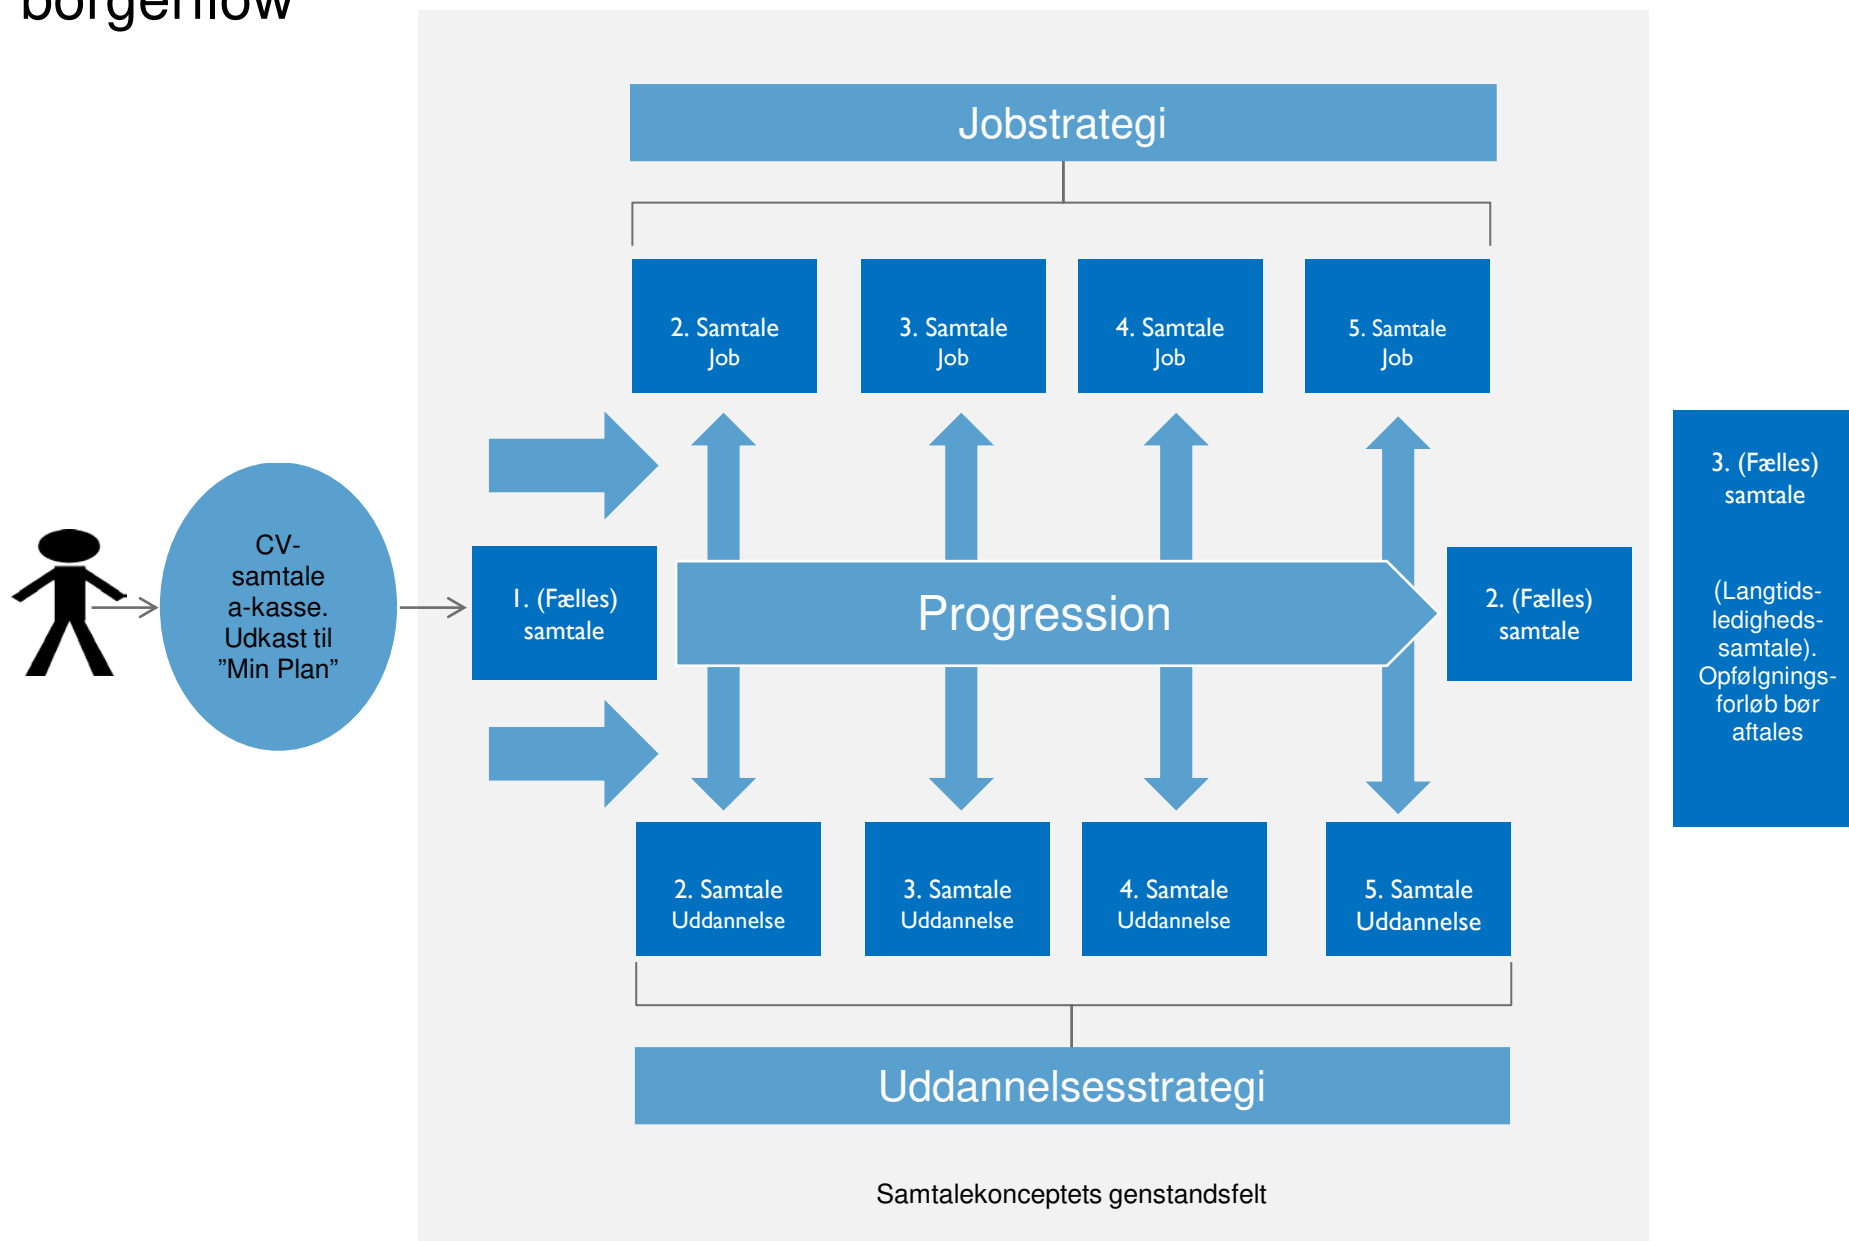 borgerflow
Jobstrategi
2. Samtale
Job
3. Samtale
Job
4. Samtale
Job
5. Samtale
Job
CV-
samtale
a-kasse.
Udkast til
”Min Plan”
1. (Fælles)
samtale
Progression
2. (Fælles)
samtale
3. (Fælles)
samtale
(Langtids-
ledigheds-
samtale).
Opfølgnings-
forløb bør
aftales
2. Samtale
Uddannelse
3. Samtale
Uddannelse
4. Samtale
Uddannelse
5. Samtale
Uddannelse
Uddannelsesstrategi
Samtalekonceptets genstandsfelt